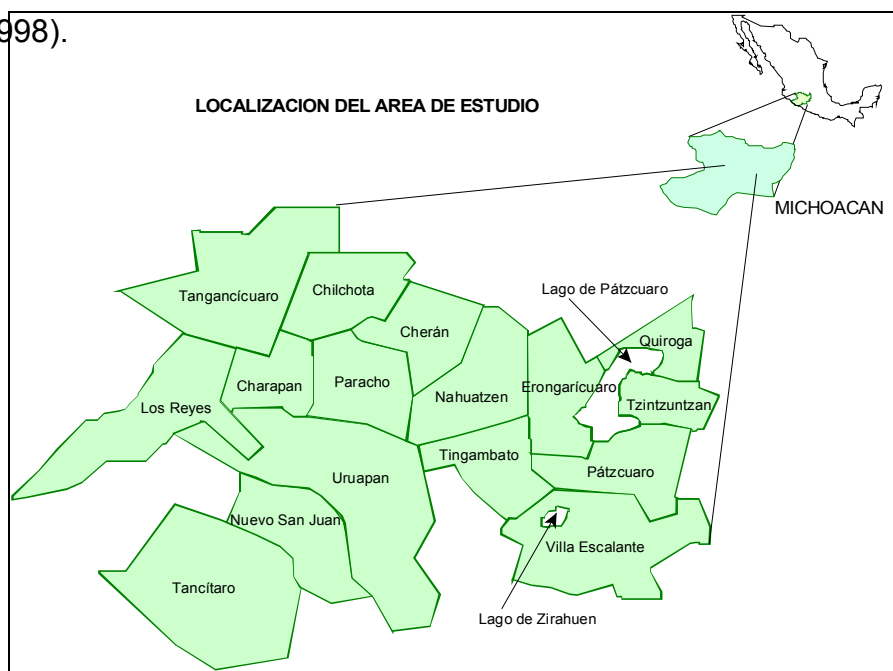 998).
LOCALIZACION DEL AREA DE ESTUDIO
MICHOACAN
Lago de Pátzcuaro
Tangancícuaro
Chilchota
Cherán
Quiroga
Charapan
Paracho
Nahuatzen
Erongarícuaro
Tzintzuntzan
Los Reyes
Tingambato
Pátzcuaro
Uruapan
Nuevo San Juan
Villa Escalante
Tancítaro
Lago de Zirahuen